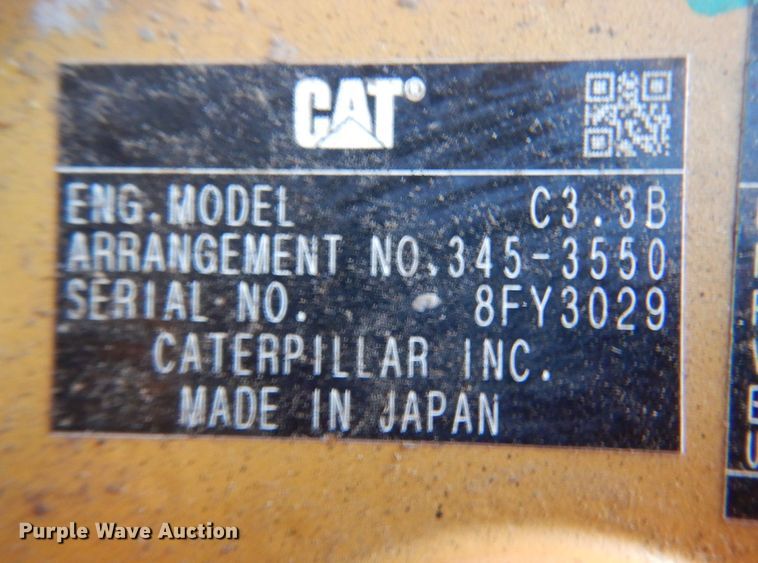 CAT®
ENG.MODEL C3.3B
ARRANGEMENT NO.345-3550
SERIAL NO. 8FY3029
CATERPILLAR INC.
MADE IN JAPAN
Purple Wave Auction